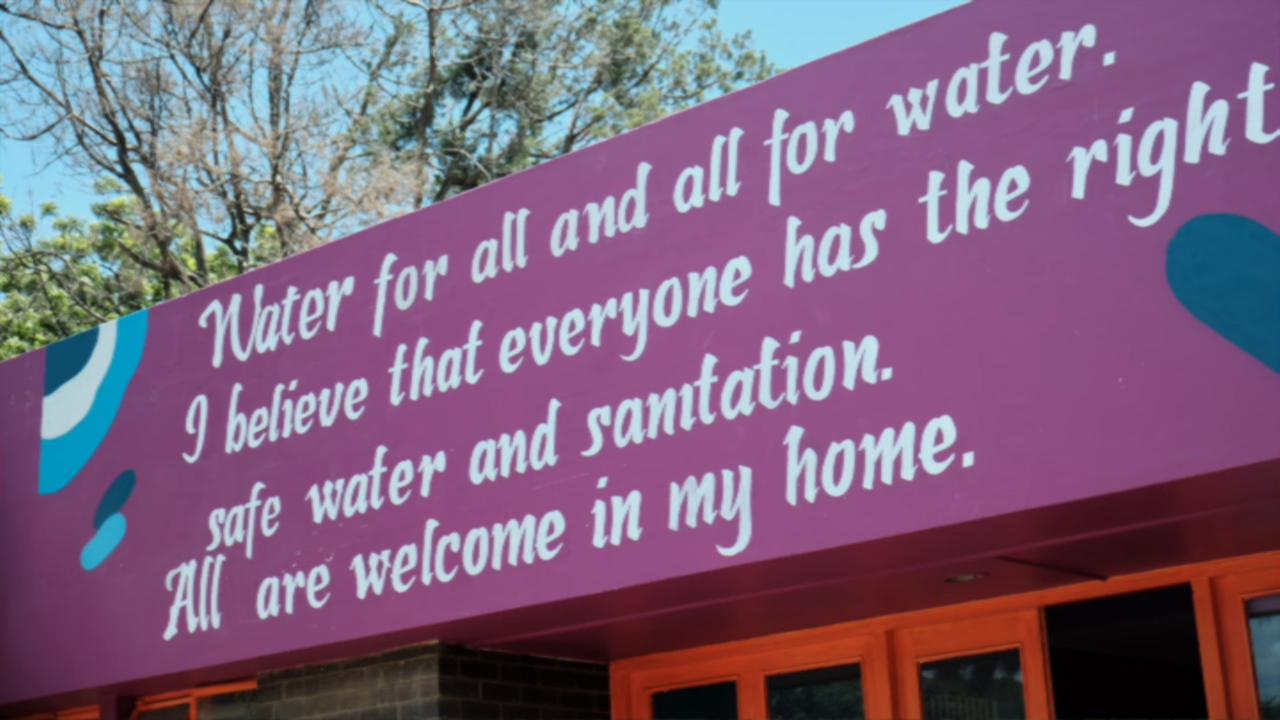 Water for all and all for water.
I believe that everyone has the right
safe water and sanitation.
All are welcome in my home.